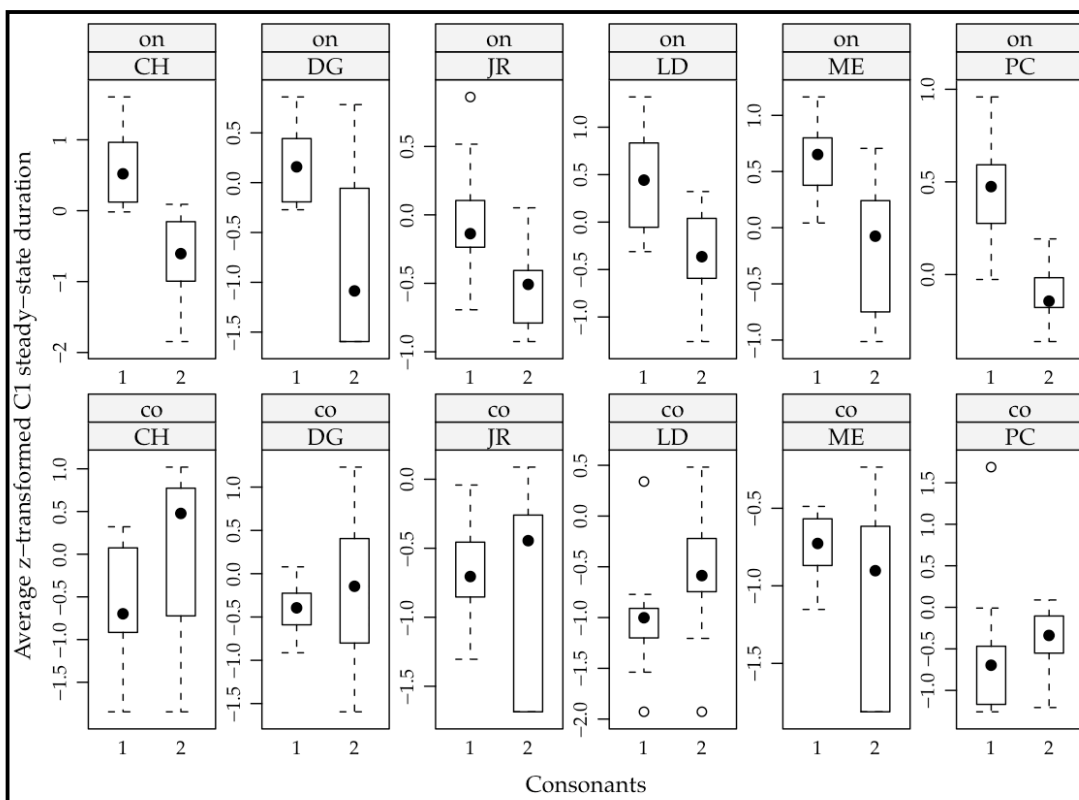 on on on on on on
CH DG JR LD ME PC
Average z−transformed C1 steady−state duration
1 0 −1 −2
0.5 0.0 −0.5 −1.0 −1.5
0.5 0.0 −0.5 −1.0
1.0 0.5 0.0 −0.5 −1.0
1.0 0.5 0.0 −0.5 −1.0
1.0 0.5 0.0
1 2 1 2 1 2 1 2 1 2 1 2
co co co co co co
CH DG JR LD ME PC
1.0 0.5 0.0 −0.5 −1.0 −1.5
1.0 0.5 0.0 −0.5 −1.0 −1.5
0.0 −0.5 −1.0 −1.5
0.5 0.0 −0.5 −1.0 −1.5 −2.0
−0.5 −1.0 −1.5
1.5 1.0 0.5 0.0 −0.5 −1.0
1 2 1 2 1 2 1 2 1 2 1 2
Consonants